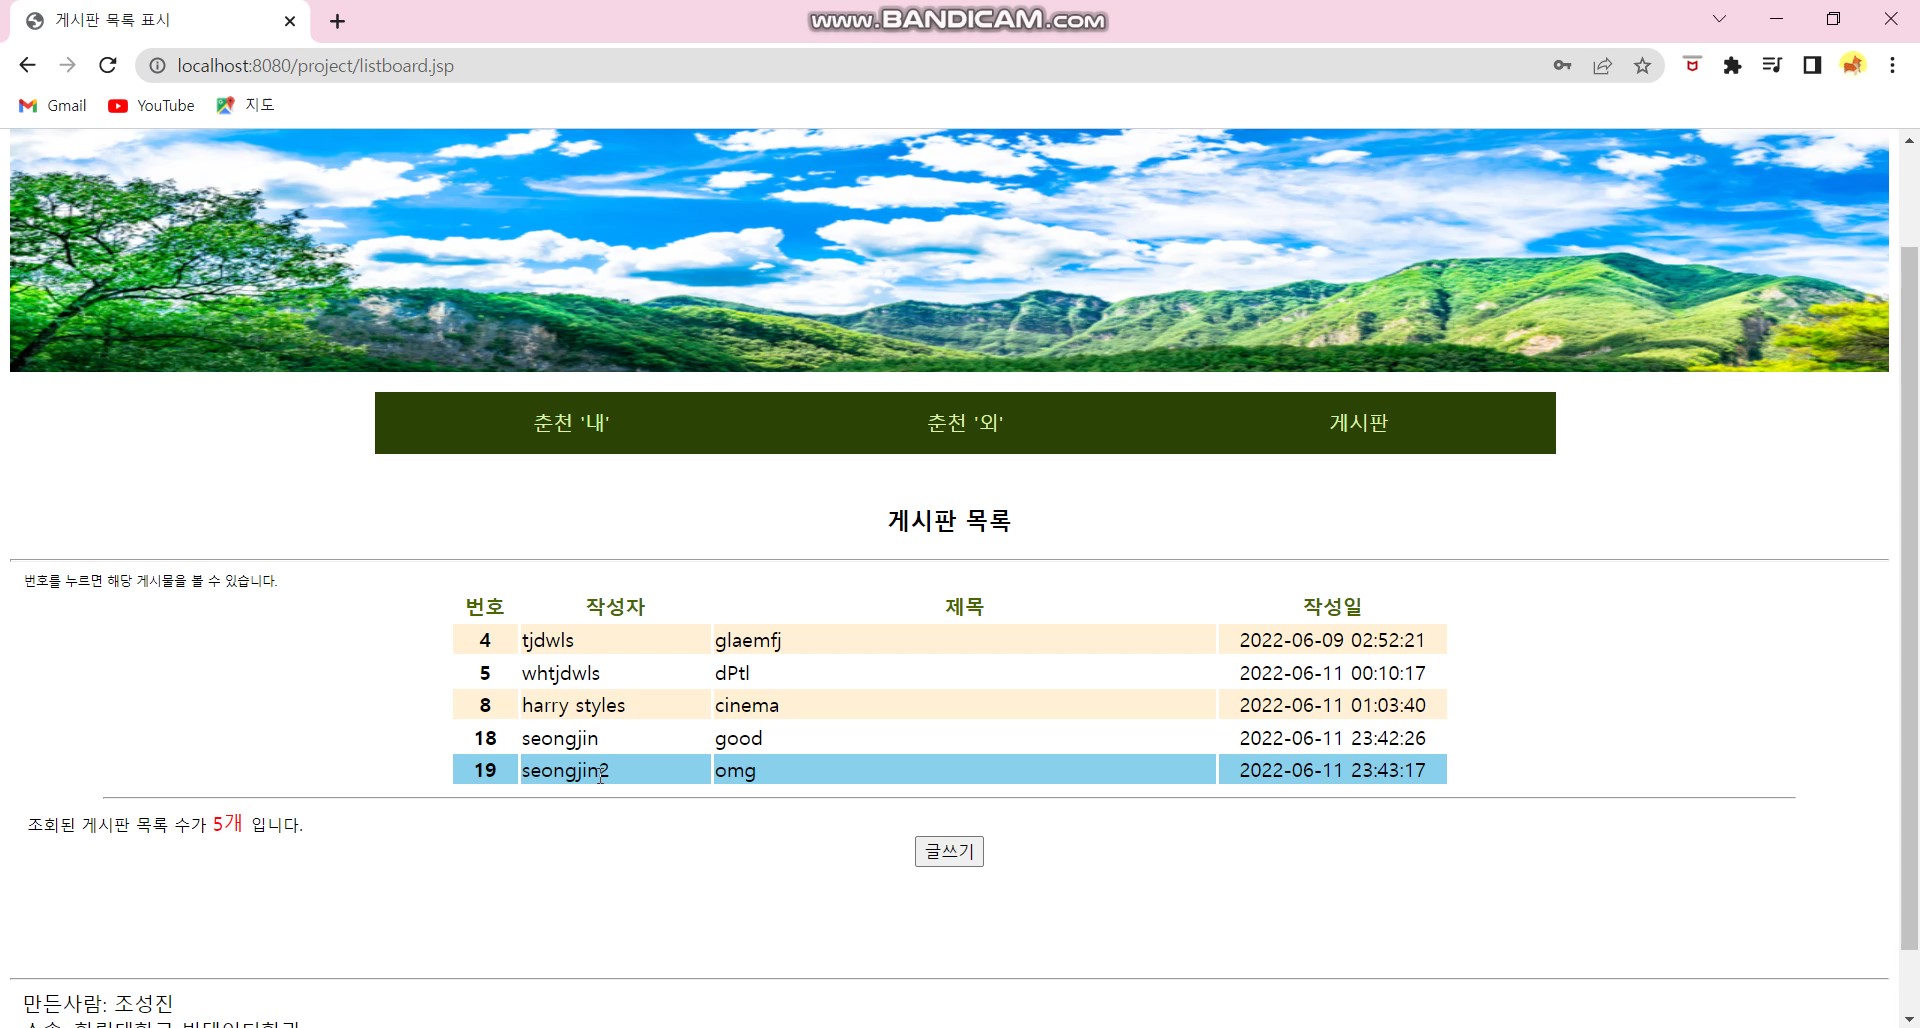 게시판 목록 표시
www.BANDICAM.com
localhost:8080/project/listboard.jsp
Gmail YouTube 지도
춘천 '내' 춘천 '외' 게시판
게시판 목록
번호를 누르면 해당 게시물을 볼 수 있습니다.
번호 작성자 제목 작성일
4 tjdwls glaemfj 2022-06-09 02:52:21
5 whtjdwls dPtl 2022-06-11 00:10:17
8 harry styles cinema 2022-06-11 01:03:40
18 seongjin good 2022-06-11 23:42:26
19 seongjin2 omg 2022-06-11 23:43:17
조회된 게시판 목록 수가 5개 입니다.
글쓰기
만든사람: 조성진